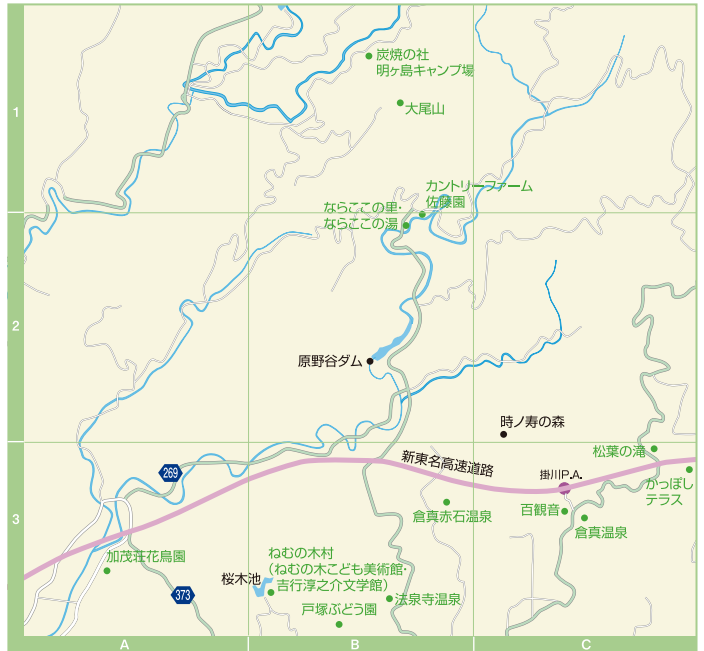 炭焼の杜
明ヶ島キャンプ場
1
大尾山
カントリーファーム
佐藤園
ならここの里・
ならここの湯
2
原野谷ダム
時ノ寿の森
松葉の滝
新東名高速道路
269
掛川P.A.
かっぽし
テラス
倉真赤石温泉
百観音
3
倉真温泉
加茂荘花鳥園
ねむの木村
(ねむの木こども美術館・
吉行淳之介文学館)
桜木池
373
法泉寺温泉
戸塚ぶどう園
A
B
C